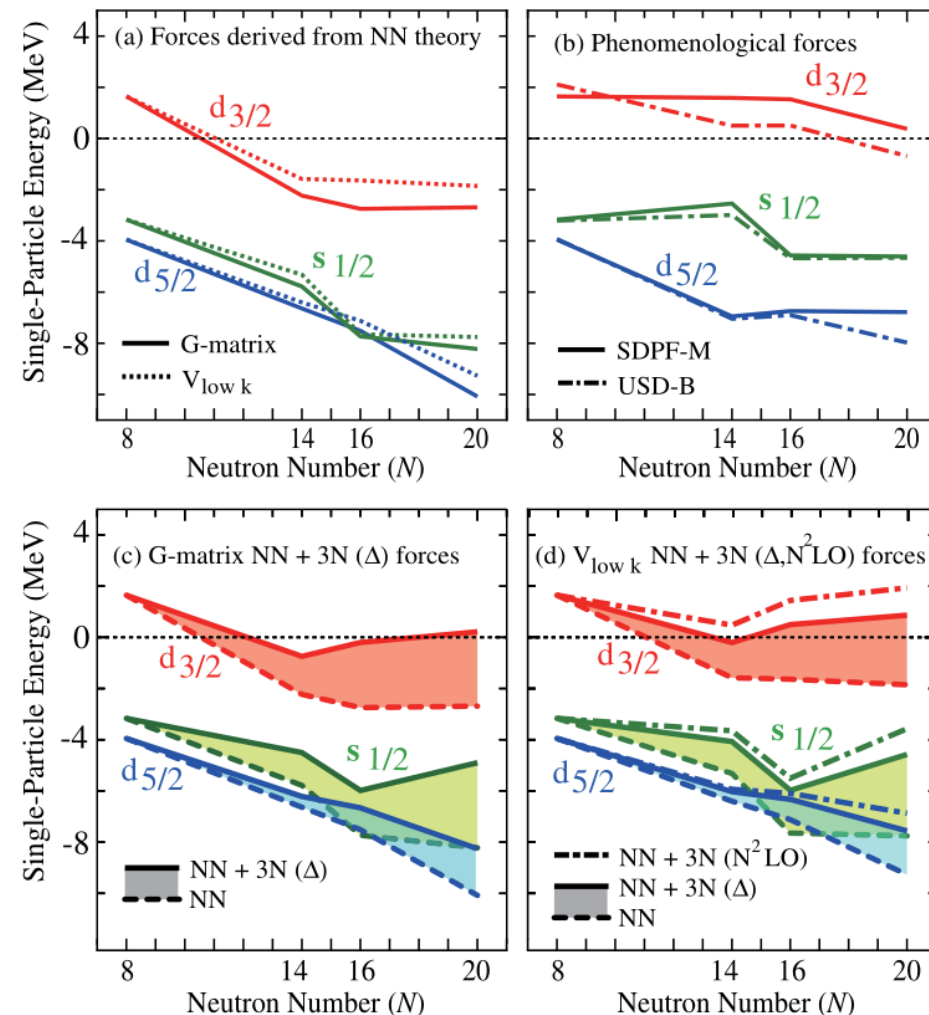 (a) Forces derived from NN theory
Single-Particle Energy (MeV)
4
0
-4
-8
d3/2
s 1/2
d5/2
G-matrix
Vlow k
8
14
16
20
Neutron Number (N)
(b) Phenomenological forces
d3/2
s 1/2
d5/2
SDPF-M
USD-B
8
14
16
20
Neutron Number (N)
(c) G-matrix NN + 3N (Δ) forces
Single-Particle Energy (MeV)
4
0
-4
-8
d3/2
s 1/2
d5/2
NN + 3N (Δ)
NN
8
14
16
20
Neutron Number (N)
(d) Vlow k NN + 3N (Δ,N²LO) forces
d3/2
s 1/2
d5/2
NN + 3N (N²LO)
NN + 3N (Δ)
NN
8
14
16
20
Neutron Number (N)